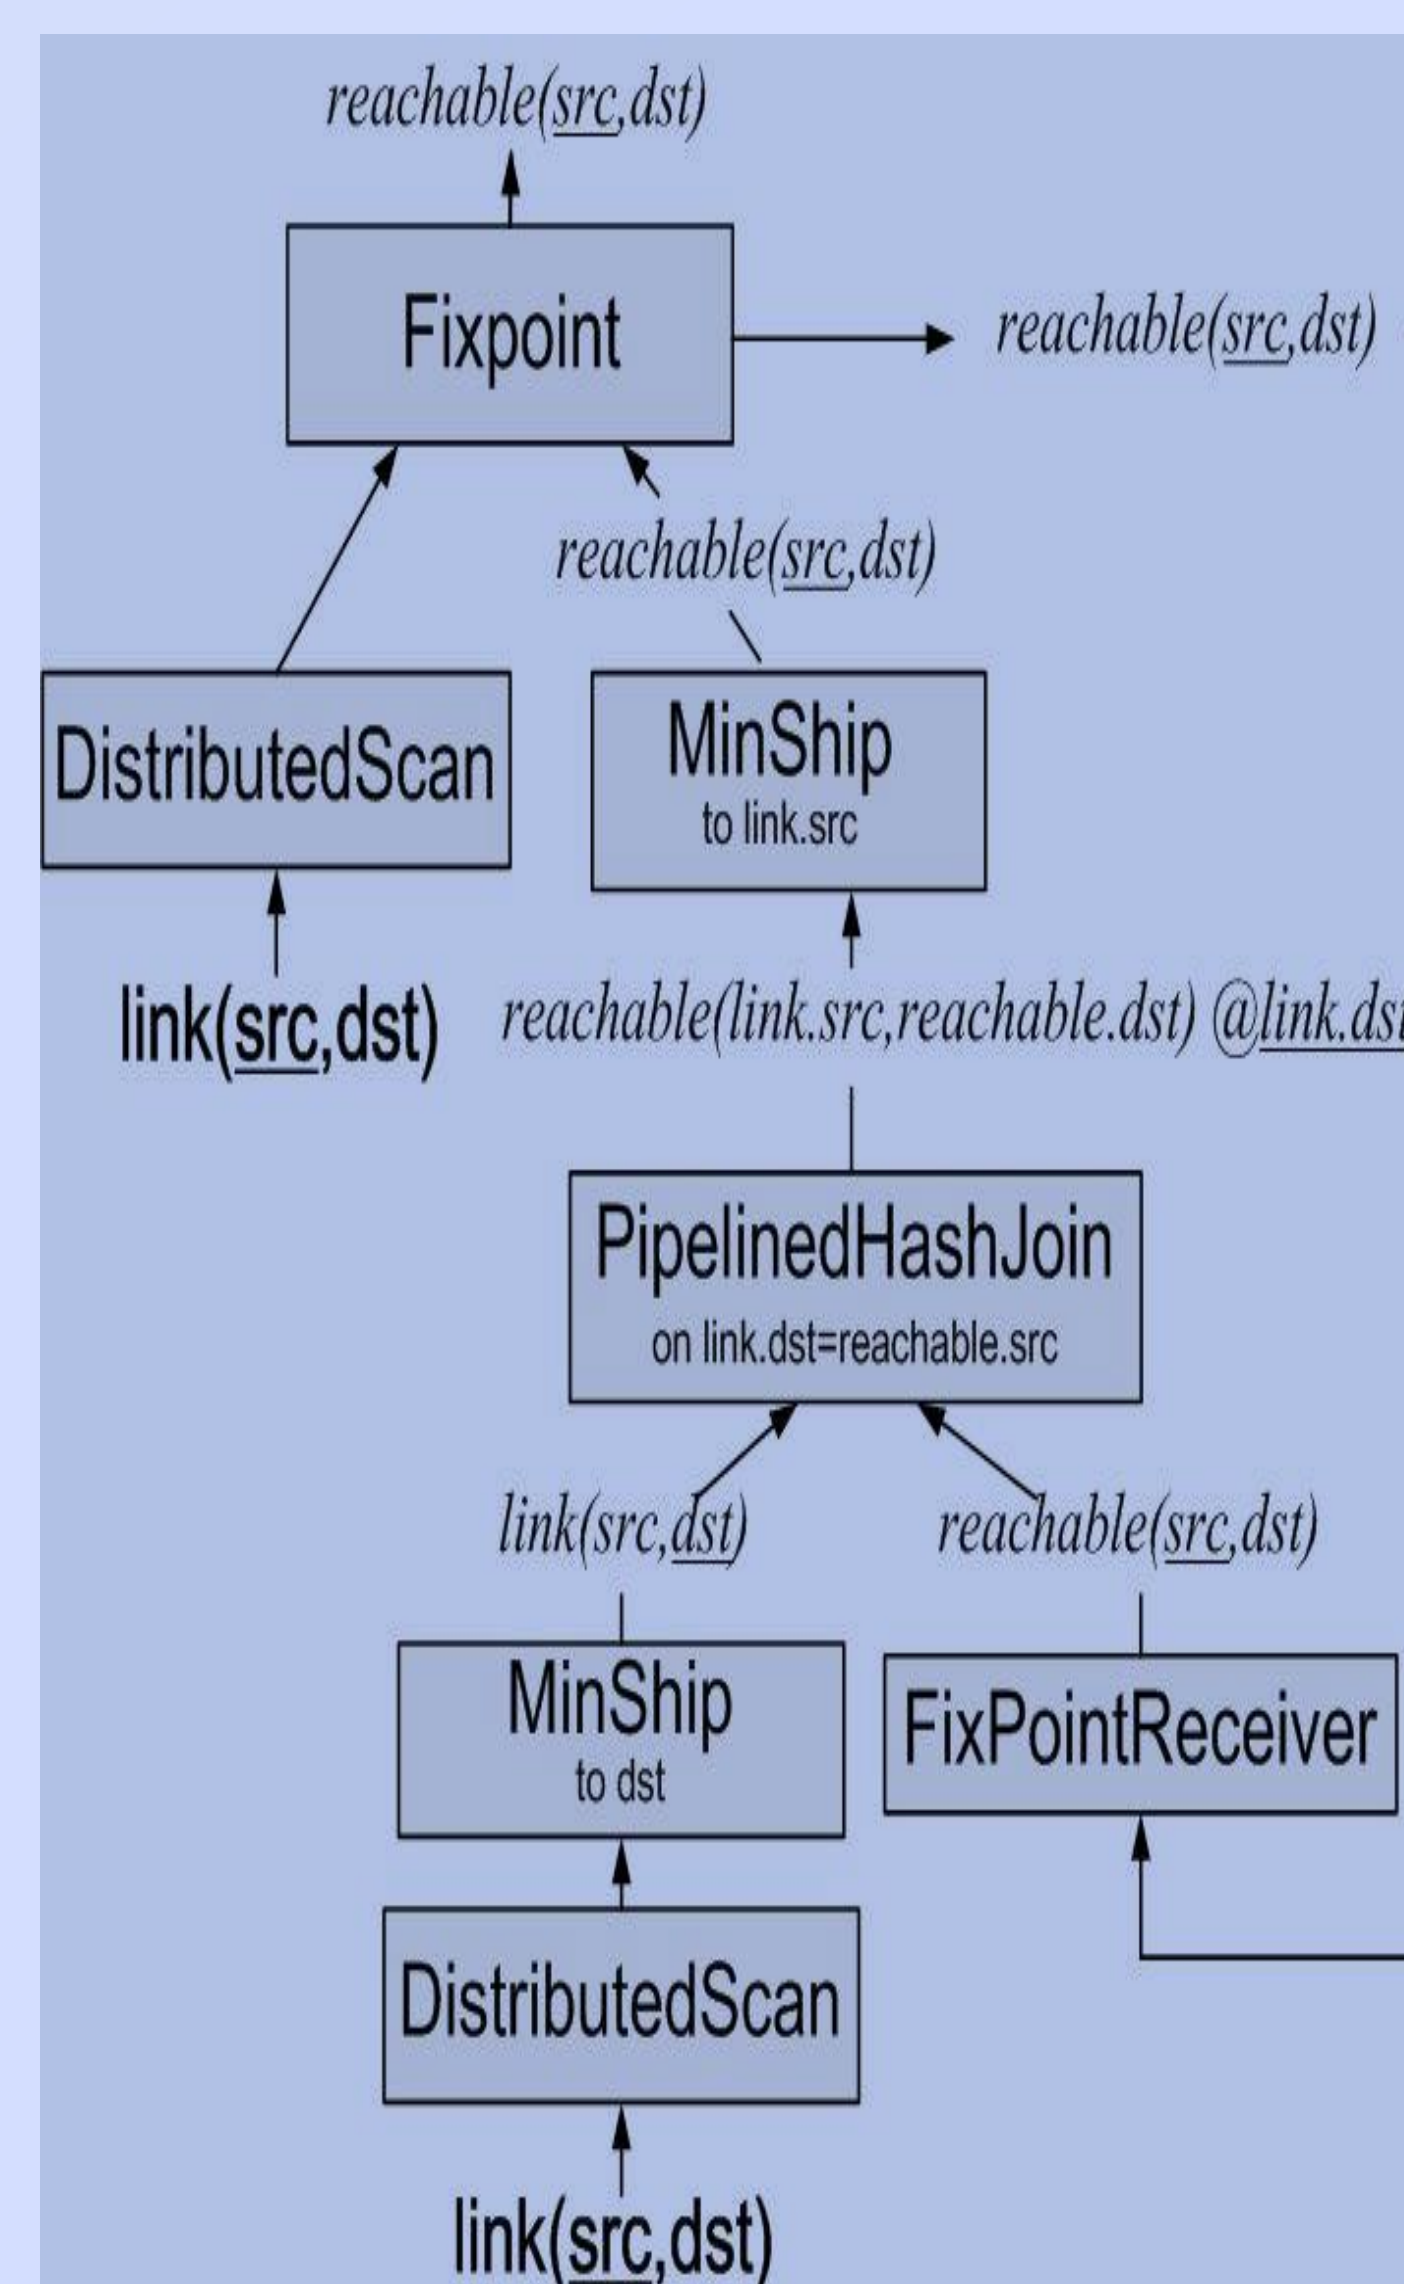 reachable(src,dst)
Fixpoint
reachable(src,dst)
reachable(src,dst)
DistributedScan
MinShip
to link.src
link(src,dst)
reachable(link.src,reachable.dst) @link.dst
PipelinedHashJoin
on link.dst=reachable.src
link(src,dst)
reachable(src,dst)
MinShip
to dst
FixPointReceiver
DistributedScan
link(src,dst)